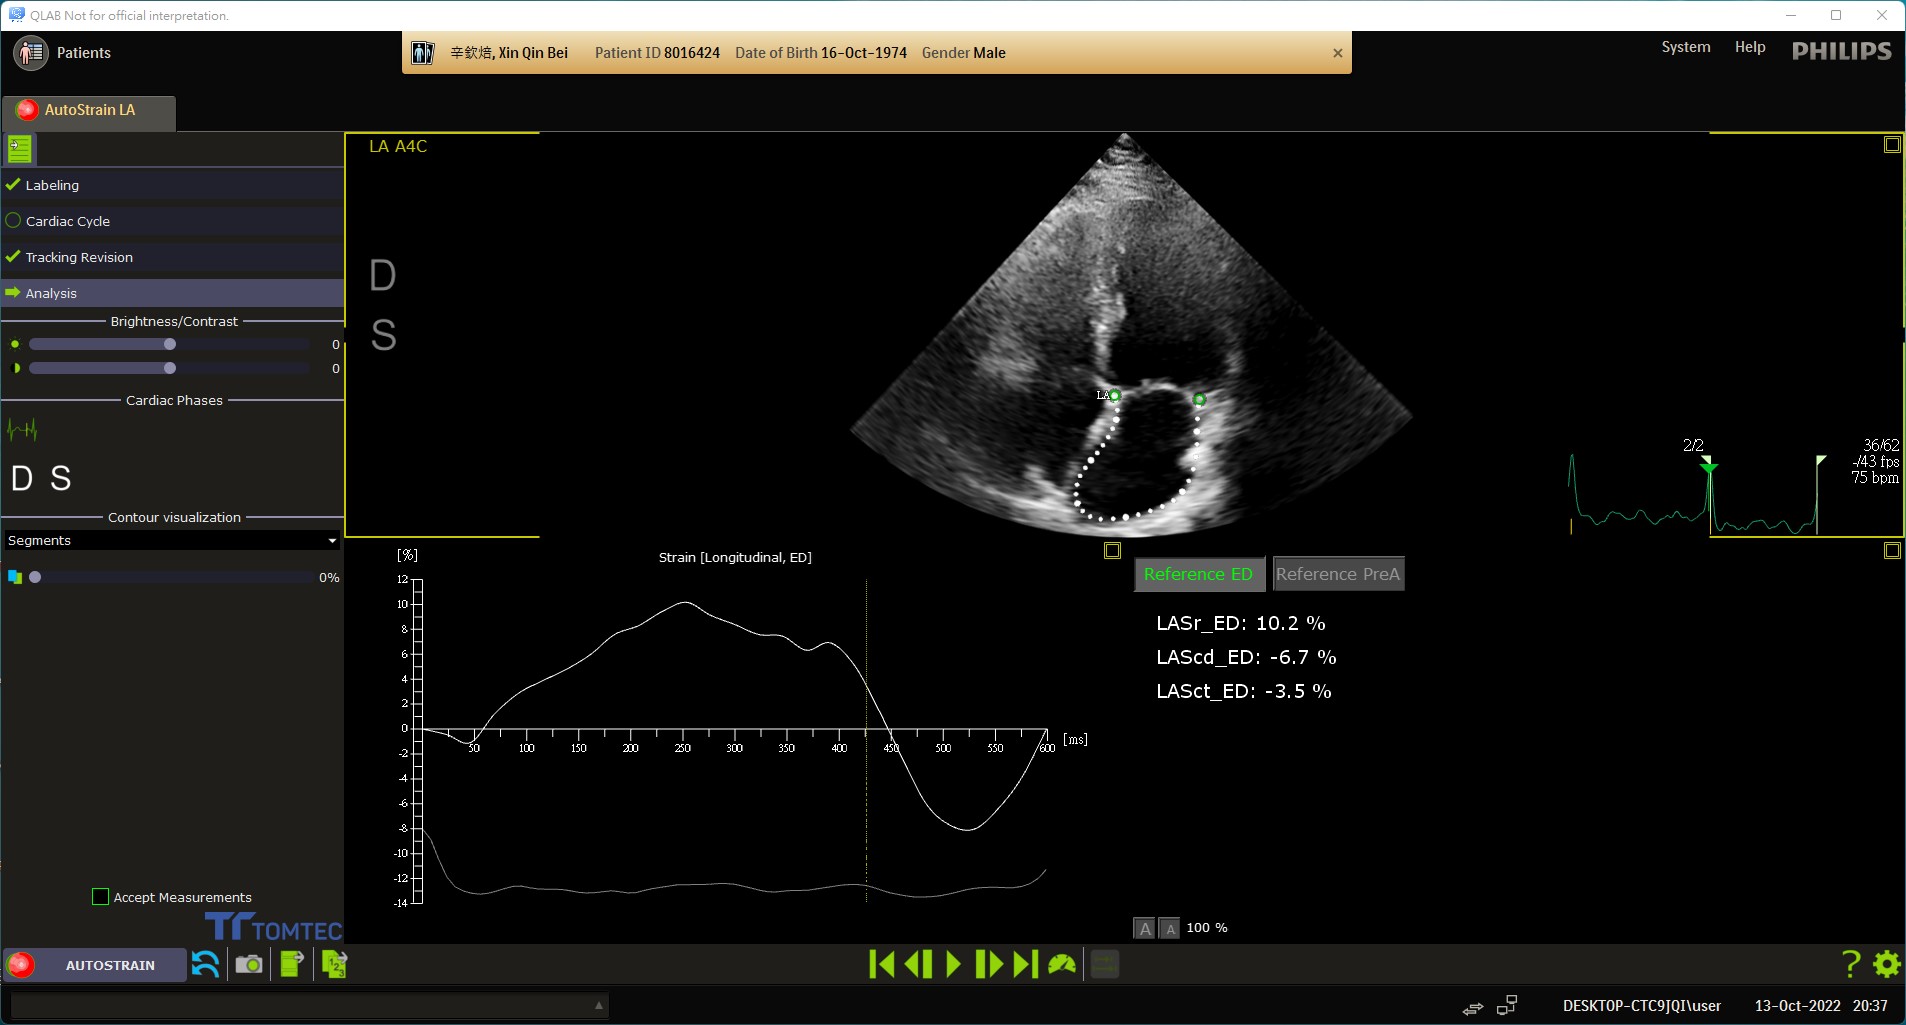 QLAB Not for official interpretation.
Patients
辛欽焙, Xin Qin Bei Patient ID 8016424 Date of Birth 16-Oct-1974 Gender Male
System Help PHILIPS
AutoStrain LA
Labeling
Cardiac Cycle
Tracking Revision
Analysis
Brightness/Contrast
0
0
Cardiac Phases
D S
Contour visualization
Segments
0%
Accept Measurements
TOMTEC
AUTOSTRAIN
LA A4C
D
S
LA
2/2
36/62
-/43 fps
75 bpm
[%]
Strain [Longitudinal, ED]
12
10
8
6
4
2
0
-2
-4
-6
-8
-10
-12
-14
50 100 150 200 250 300 350 400 450 500 550 600 [ms]
Reference ED Reference PreA
LASr_ED: 10.2 %
LAScd_ED: -6.7 %
LASct_ED: -3.5 %
A A 100 %
1 2 3
?
DESKTOP-CTC9JQI\user 13-Oct-2022 20:37